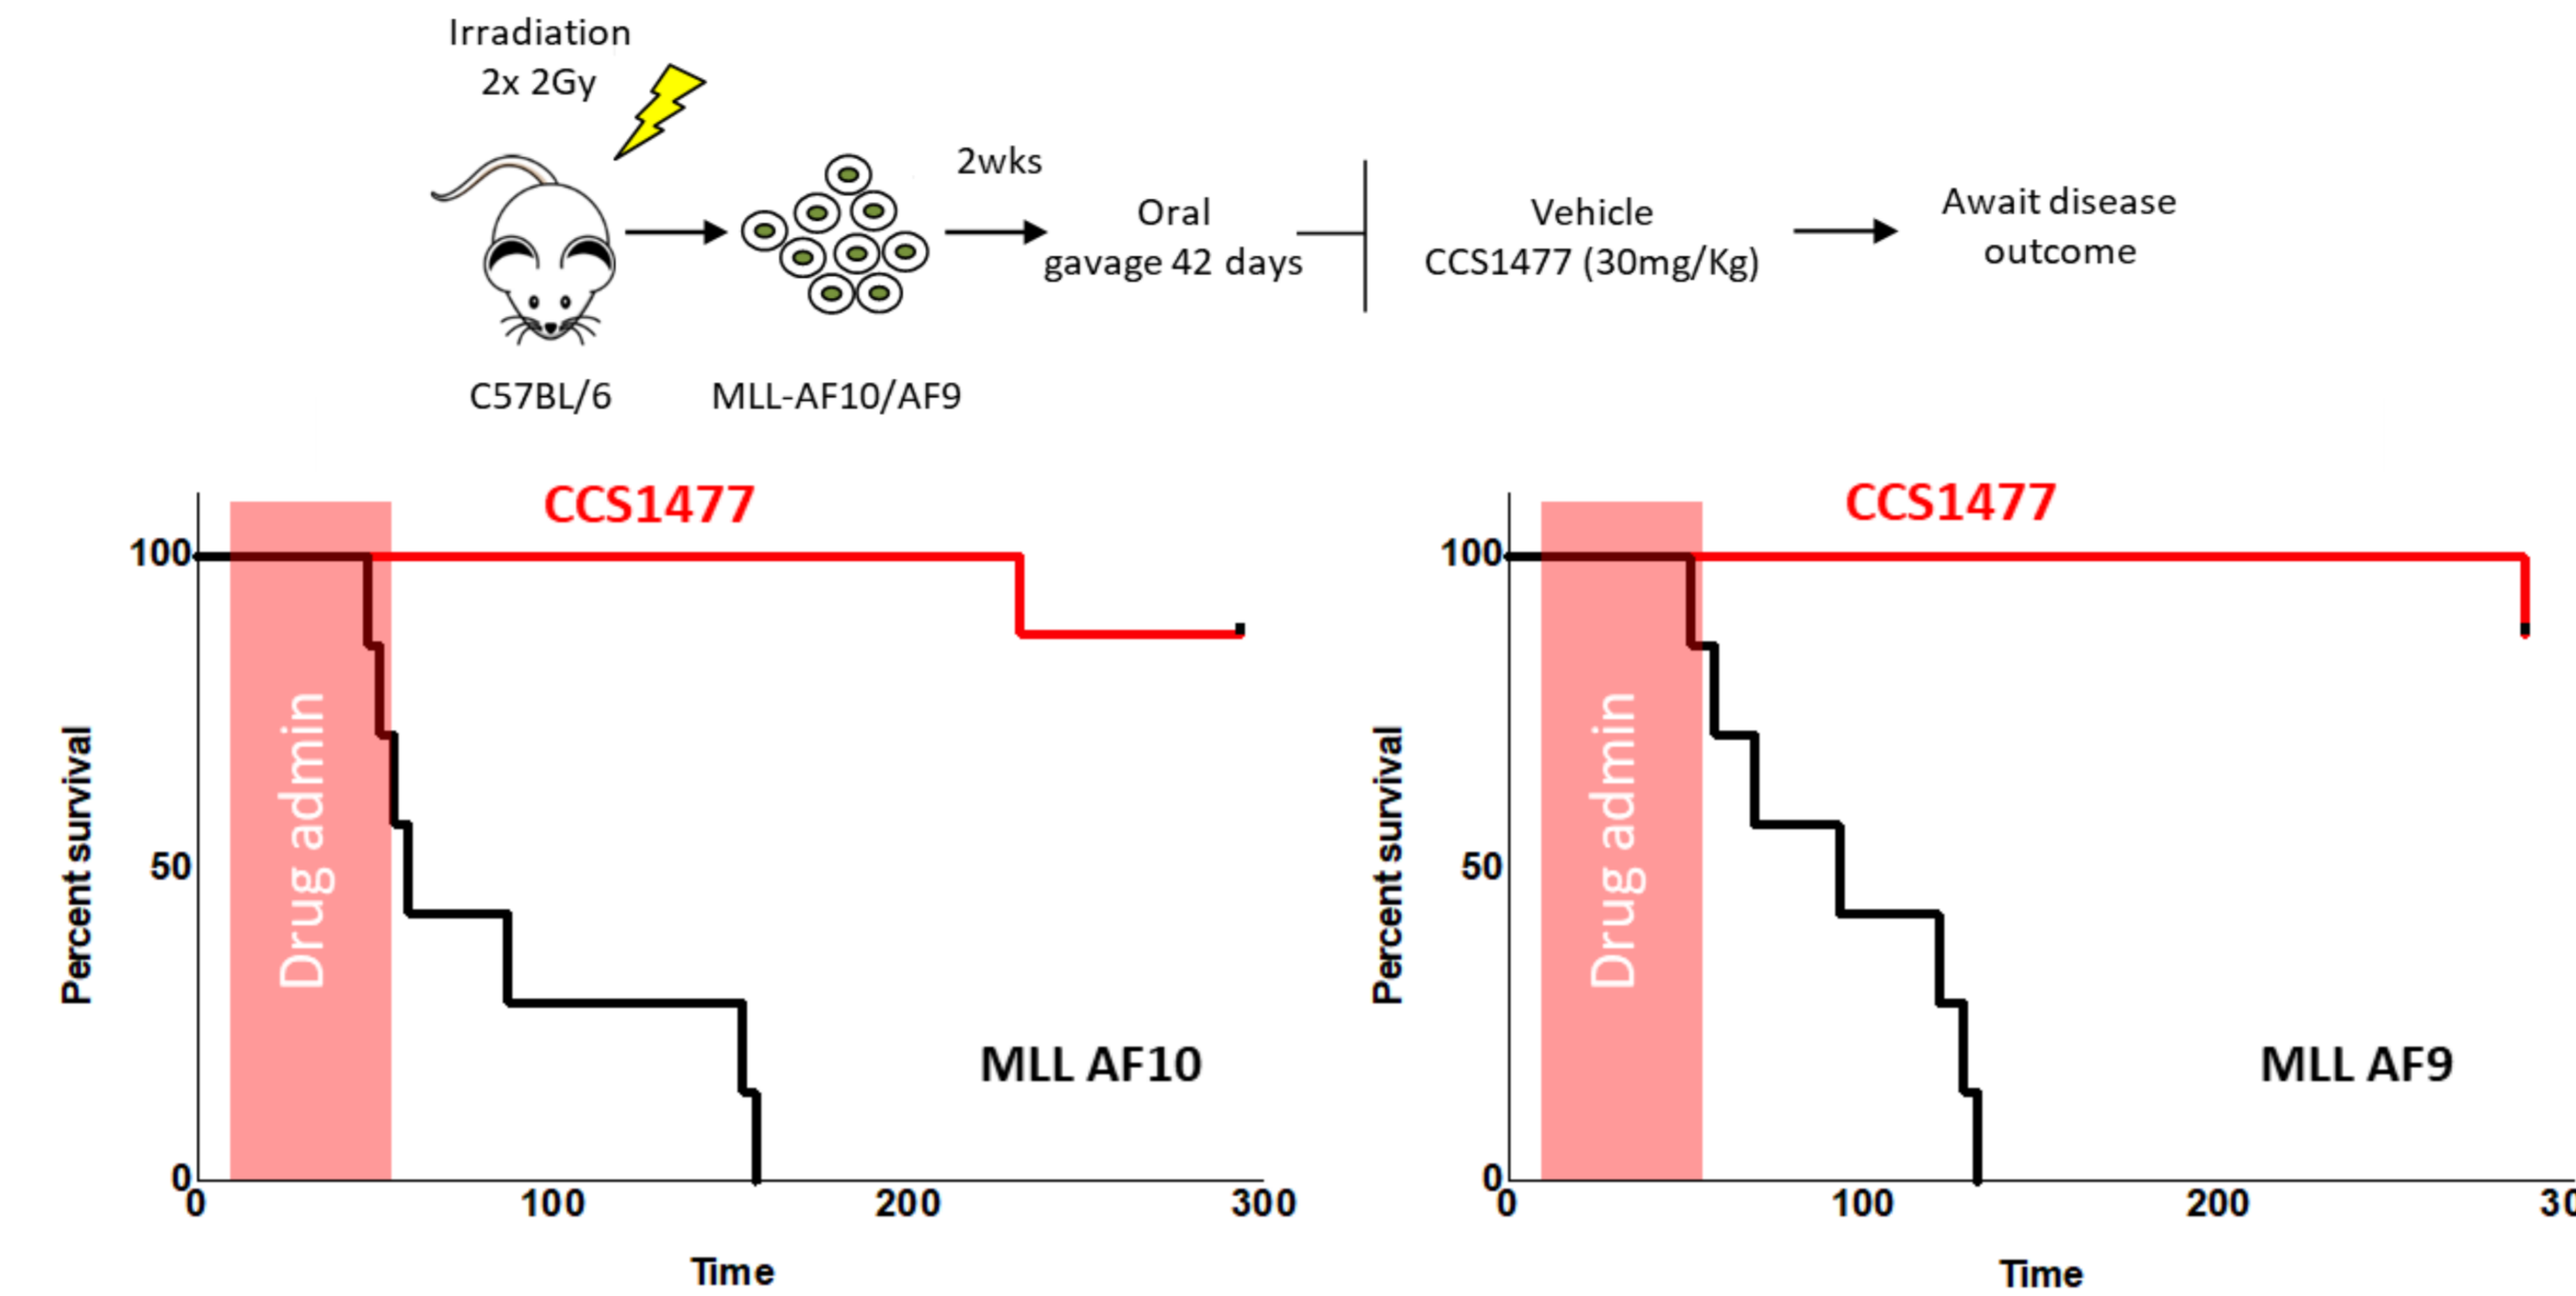 Irradiation
2x 2Gy
2wks
Oral
gavage 42 days
Vehicle
CCS1477 (30mg/Kg)
Await disease
outcome
C57BL/6
MLL-AF10/AF9
CCS1477
100
50
0
Percent survival
Drug admin
MLL AF10
0 100 200 300
Time
CCS1477
100
50
0
Percent survival
Drug admin
MLL AF9
0 100 200 30
Time